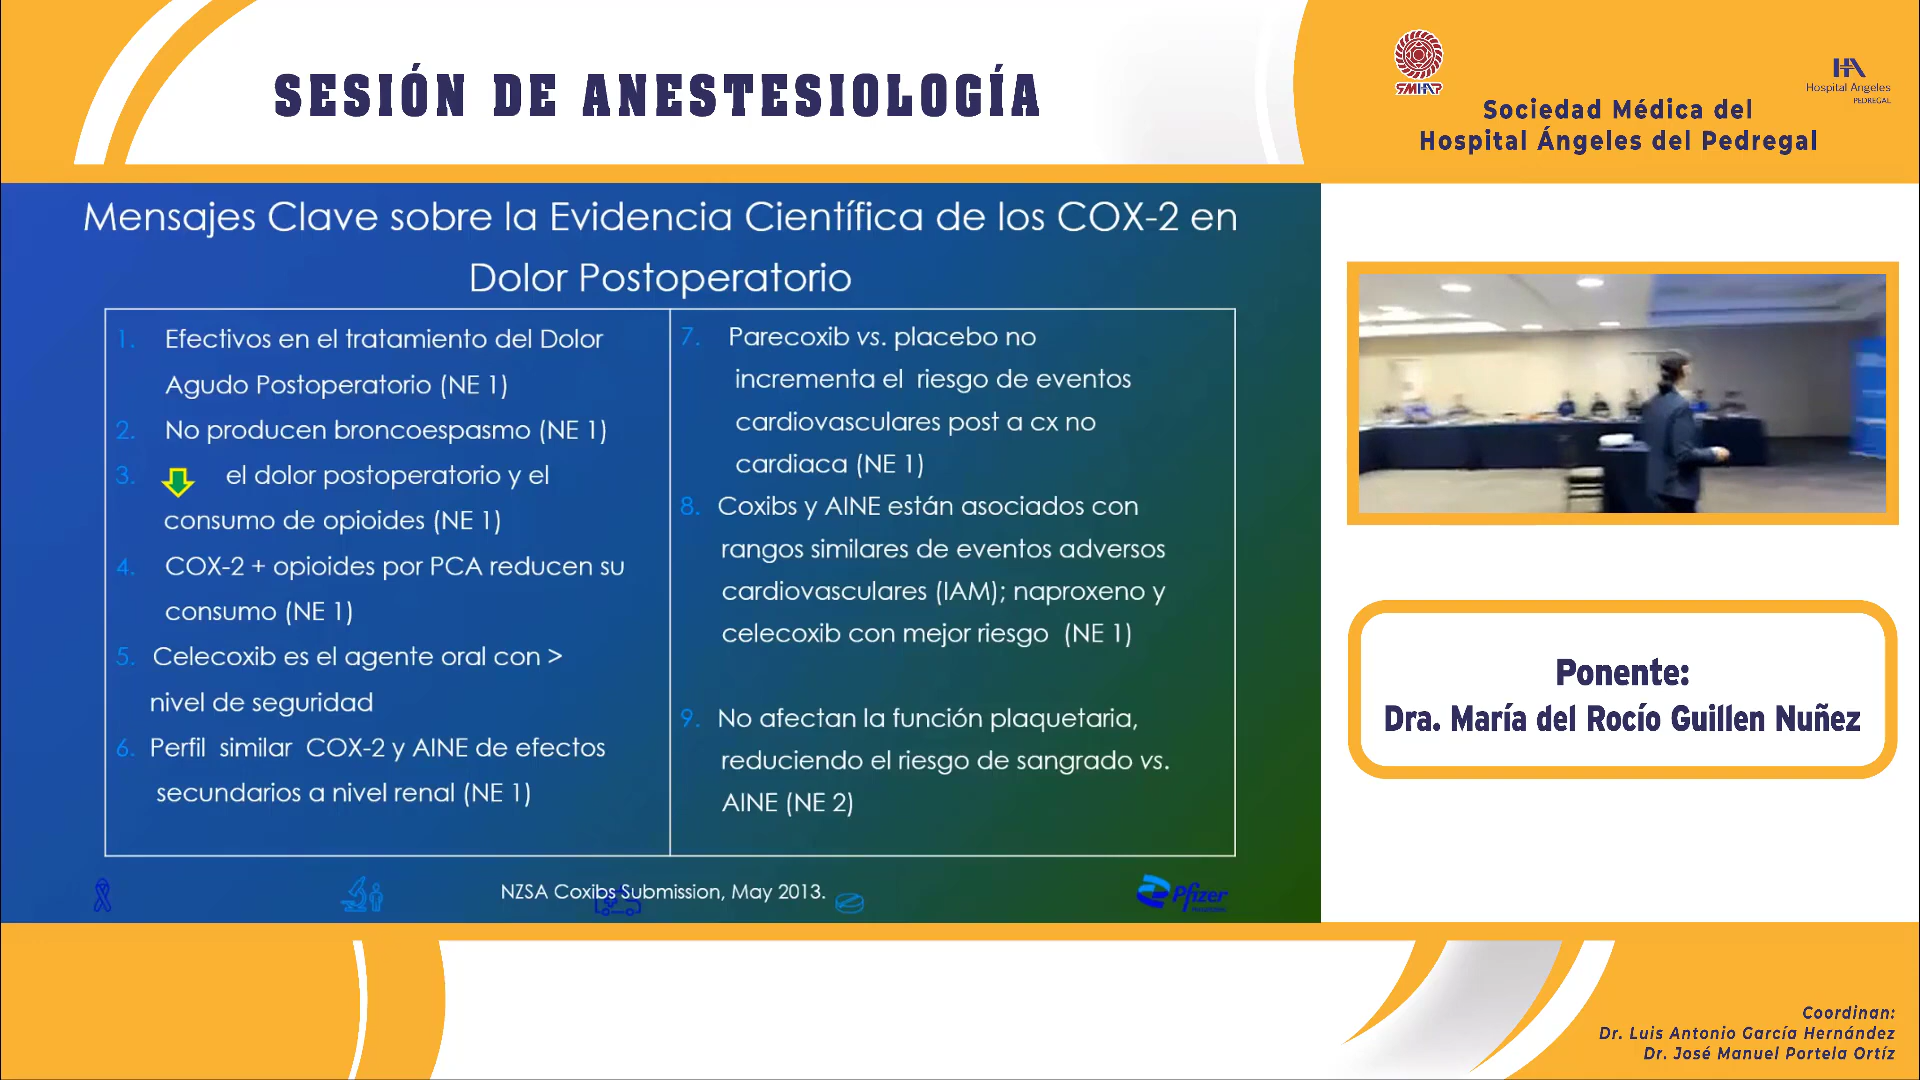 SESIÓN DE ANESTESIOLOGÍA
SMHAP
HA
Hospital Angeles
PEDREGAL
Sociedad Médica del
Hospital Ángeles del Pedregal
Mensajes Clave sobre la Evidencia Científica de los COX-2 en
Dolor Postoperatorio
1. Efectivos en el tratamiento del Dolor
Agudo Postoperatorio (NE 1)
2. No producen broncoespasmo (NE 1)
3. el dolor postoperatorio y el
consumo de opioides (NE 1)
4. COX-2 + opioides por PCA reducen su
consumo (NE 1)
5. Celecoxib es el agente oral con >
nivel de seguridad
6. Perfil similar COX-2 y AINE de efectos
secundarios a nivel renal (NE 1)
7. Parecoxib vs. placebo no
incrementa el riesgo de eventos
cardiovasculares post a cx no
cardiaca (NE 1)
8. Coxibs y AINE están asociados con
rangos similares de eventos adversos
cardiovasculares (IAM); naproxeno y
celecoxib con mejor riesgo (NE 1)
9. No afectan la función plaquetaria,
reduciendo el riesgo de sangrado vs.
AINE (NE 2)
NZSA Coxibs Submission, May 2013.
Pfizer
Ponente:
Dra. María del Rocío Guillen Nuñez
Coordinan:
Dr. Luis Antonio García Hernández
Dr. José Manuel Portela Ortíz